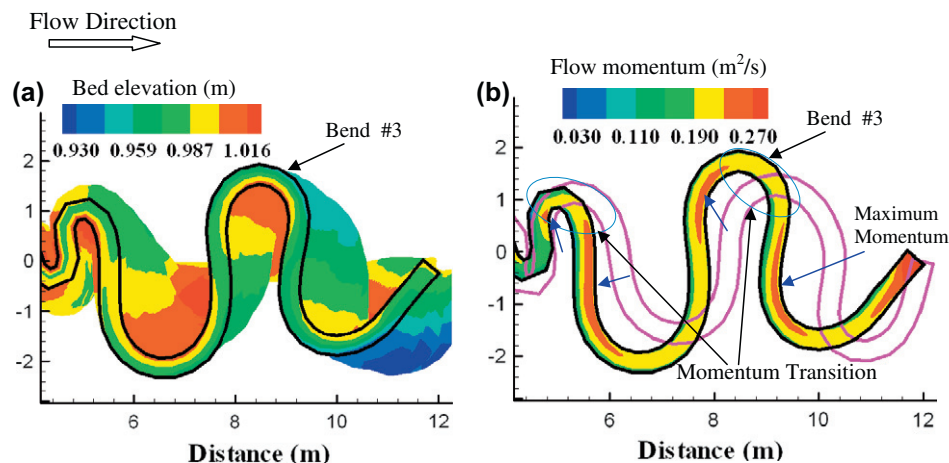 Flow Direction
(a)
Bed elevation (m)
0.930 0.959 0.987 1.016
Bend #3
2
1
0
-1
-2
6 8 10 12
Distance (m)
(b)
Flow momentum (m²/s)
0.030 0.110 0.190 0.270
Bend #3
Maximum
Momentum
Momentum Transition
2
1
0
-1
-2
6 8 10 12
Distance (m)